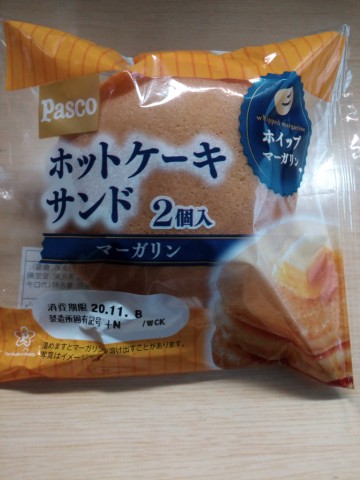 Pasco
whipped margarine
ホイップ
マーガリン
ホットケーキ
サンド 2個入
マーガリン
消費期限 20.11. 8
製造所固有記号 +N /WCK
温めますとマーガリンが溶け出すことがあります。
写真はイメージ